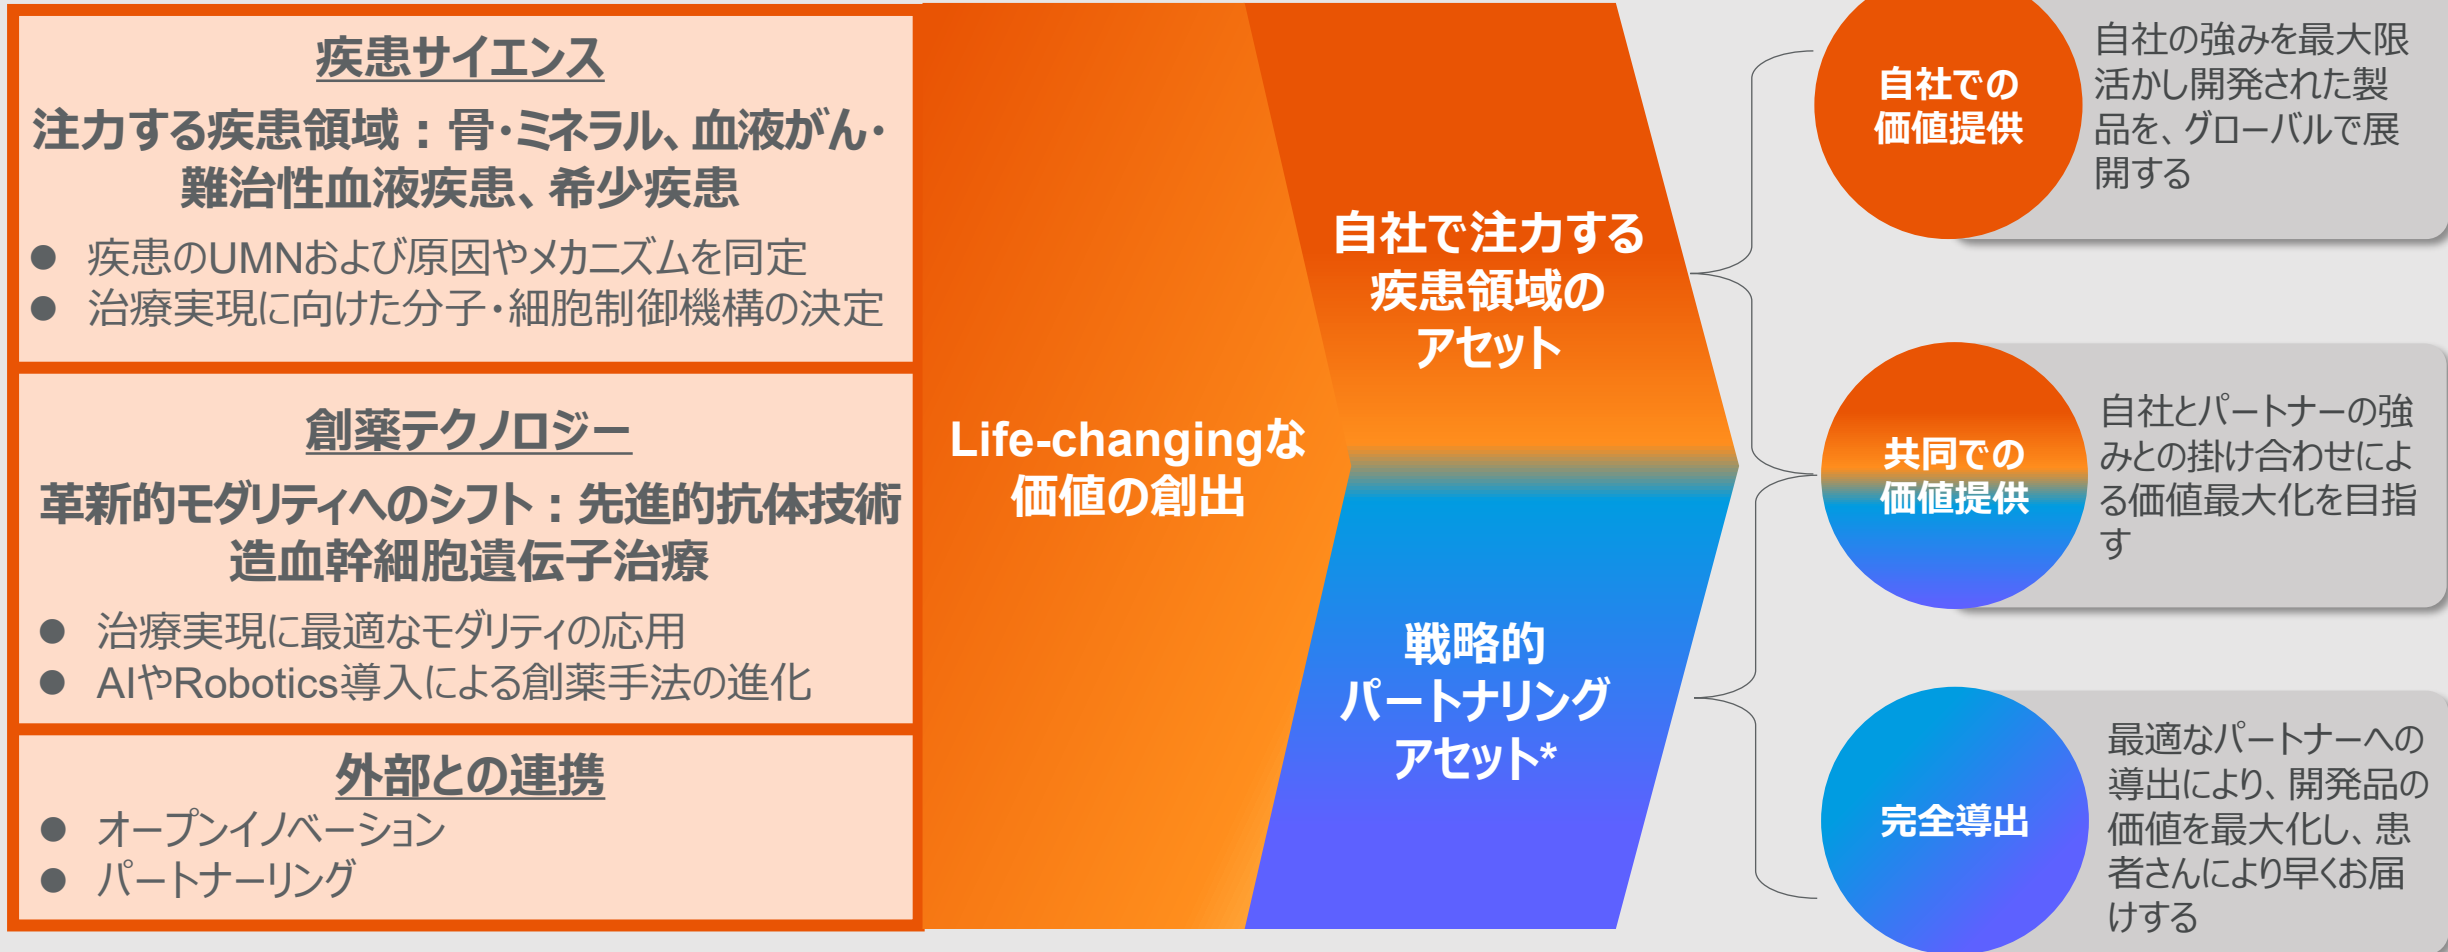 疾患サイエンス
注力する疾患領域：骨・ミネラル、血液がん・
難治性血液疾患、希少疾患
● 疾患のUMNおよび原因やメカニズムを同定
● 治療実現に向けた分子・細胞制御機構の決定
創薬テクノロジー
革新的モダリティへのシフト：先進的抗体技術
造血幹細胞遺伝子治療
● 治療実現に最適なモダリティの応用
● AIやRobotics導入による創薬手法の進化
外部との連携
● オープンイノベーション
● パートナーリング
Life-changingな
価値の創出
自社で注力する
疾患領域の
アセット
戦略的
パートナリング
アセット*
自社での
価値提供
自社の強みを最大限
活かし開発された製
品を、グローバルで展
開する
共同での
価値提供
自社とパートナーの強
みとの掛け合わせによ
る価値最大化を目指
す
完全導出
最適なパートナーへの
導出により、開発品の
価値を最大化し、患
者さんにより早くお届
けする